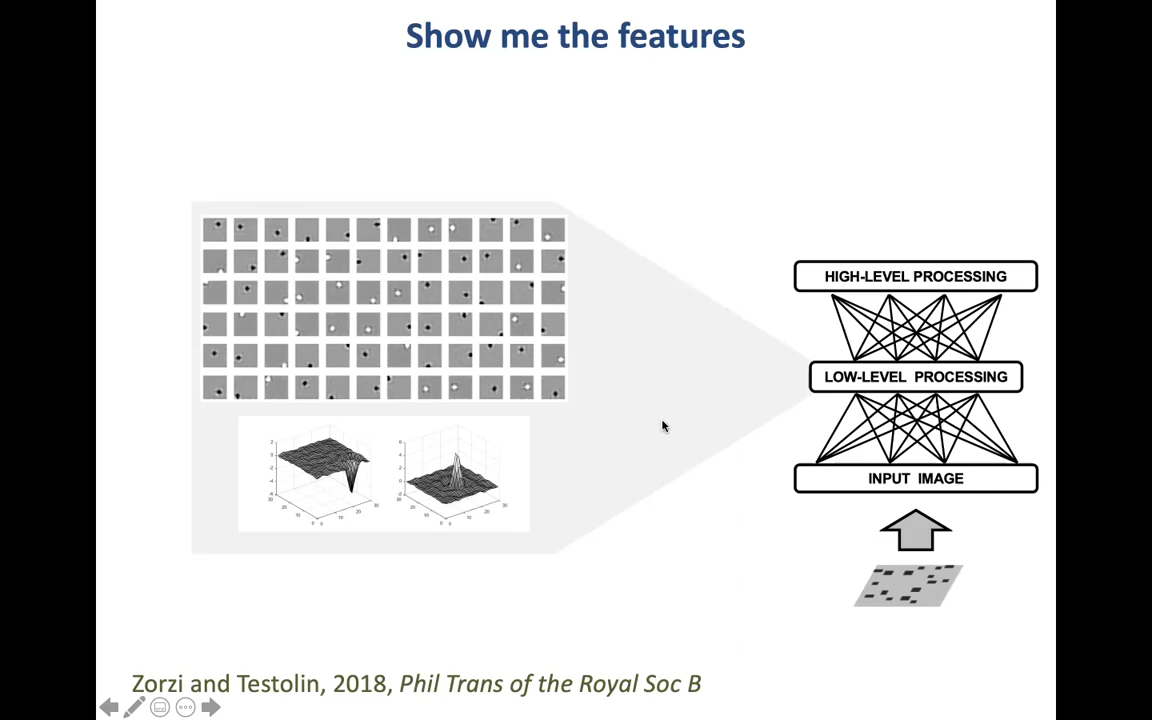 Show me the features
HIGH-LEVEL PROCESSING
LOW-LEVEL PROCESSING
INPUT IMAGE
Zorzi and Testolin, 2018, Phil Trans of the Royal Soc B